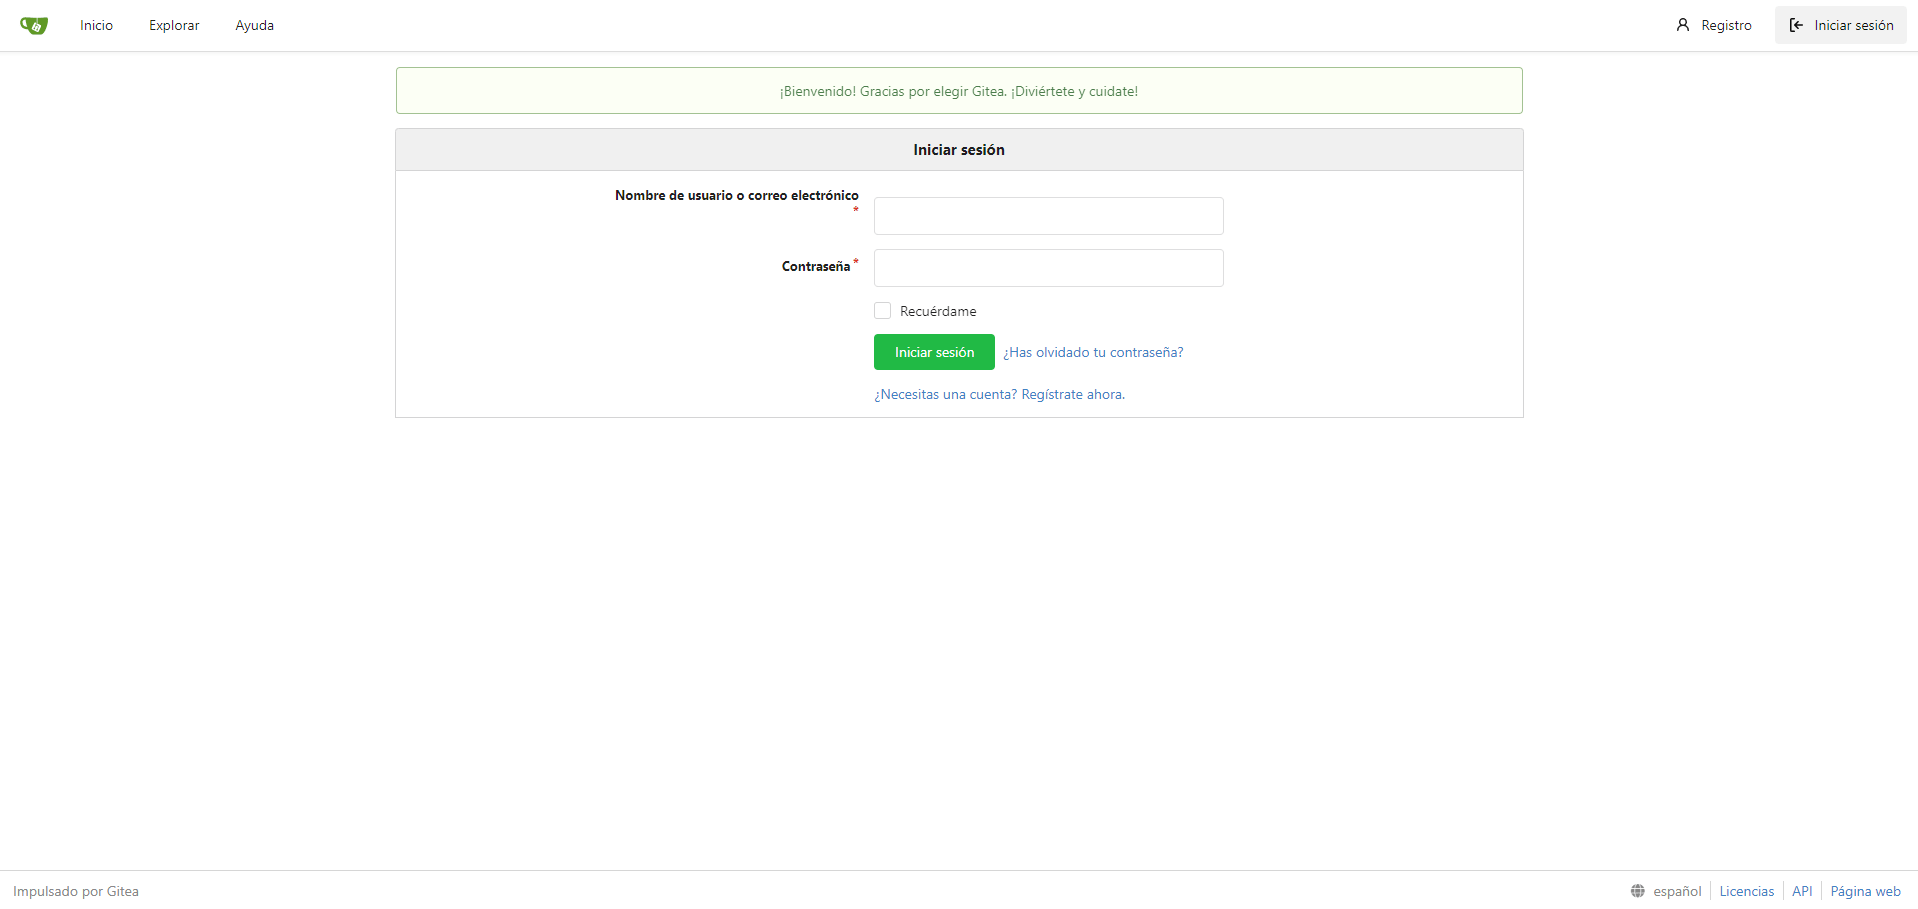 Inicio Explorar Ayuda Registro Iniciar sesión
¡Bienvenido! Gracias por elegir Gitea. ¡Diviértete y cuidate!
Iniciar sesión
Nombre de usuario o correo electrónico
*
Contraseña*
Recuérdame
Iniciar sesión ¿Has olvidado tu contraseña?
¿Necesitas una cuenta? Regístrate ahora.
Impulsado por Gitea español Licencias API Página web